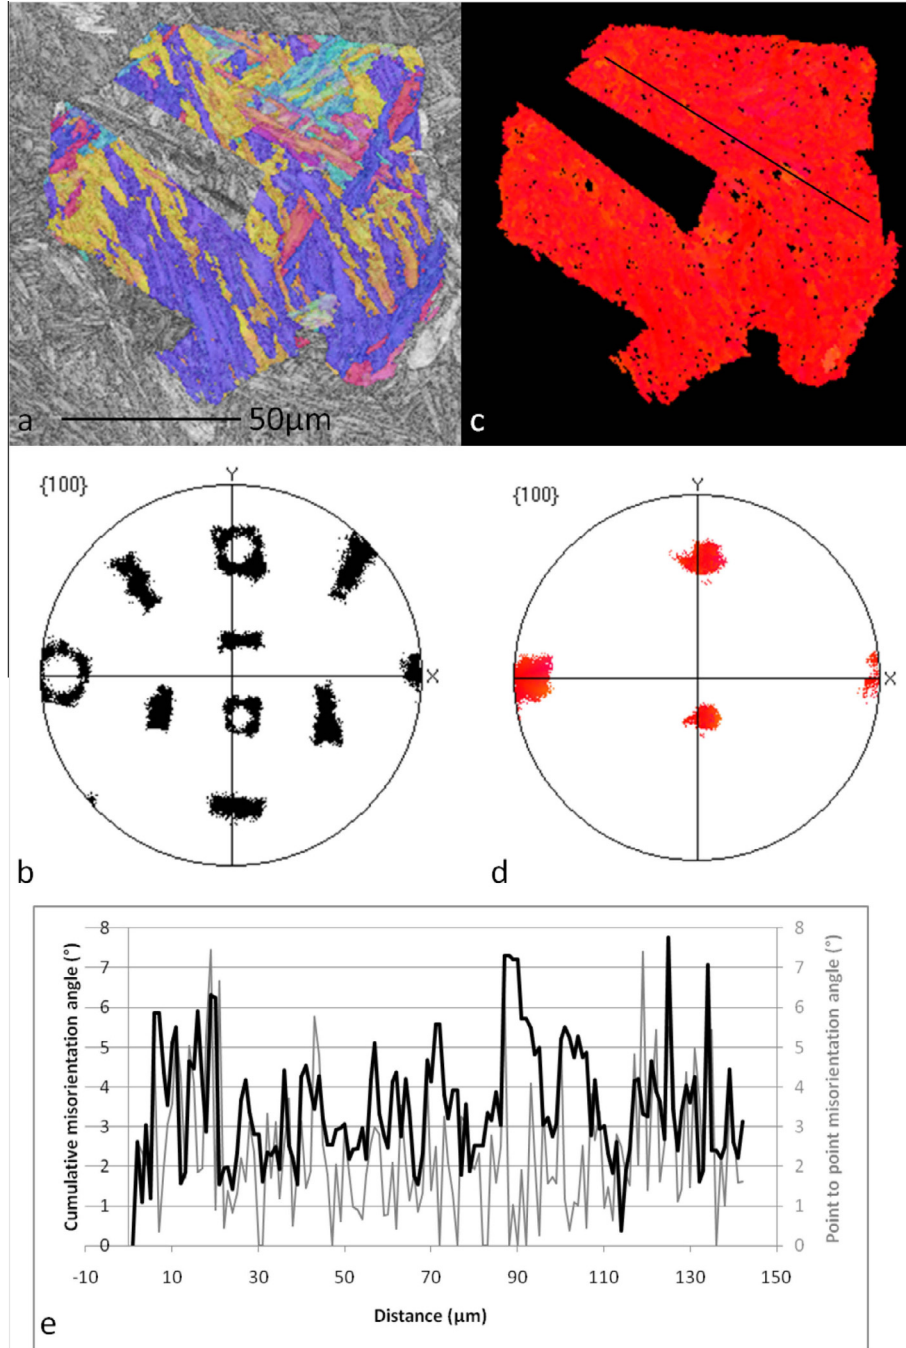 a
50µm
c
{100}
Y
X
b
{100}
Y
X
d
Cumulative misorientation angle (°)
8
7
6
5
4
3
2
1
0
8
7
6
5
4
3
2
1
0
Point to point misorientation angle (°)
-10 10 30 50 70 90 110 130 150
Distance (µm)
e